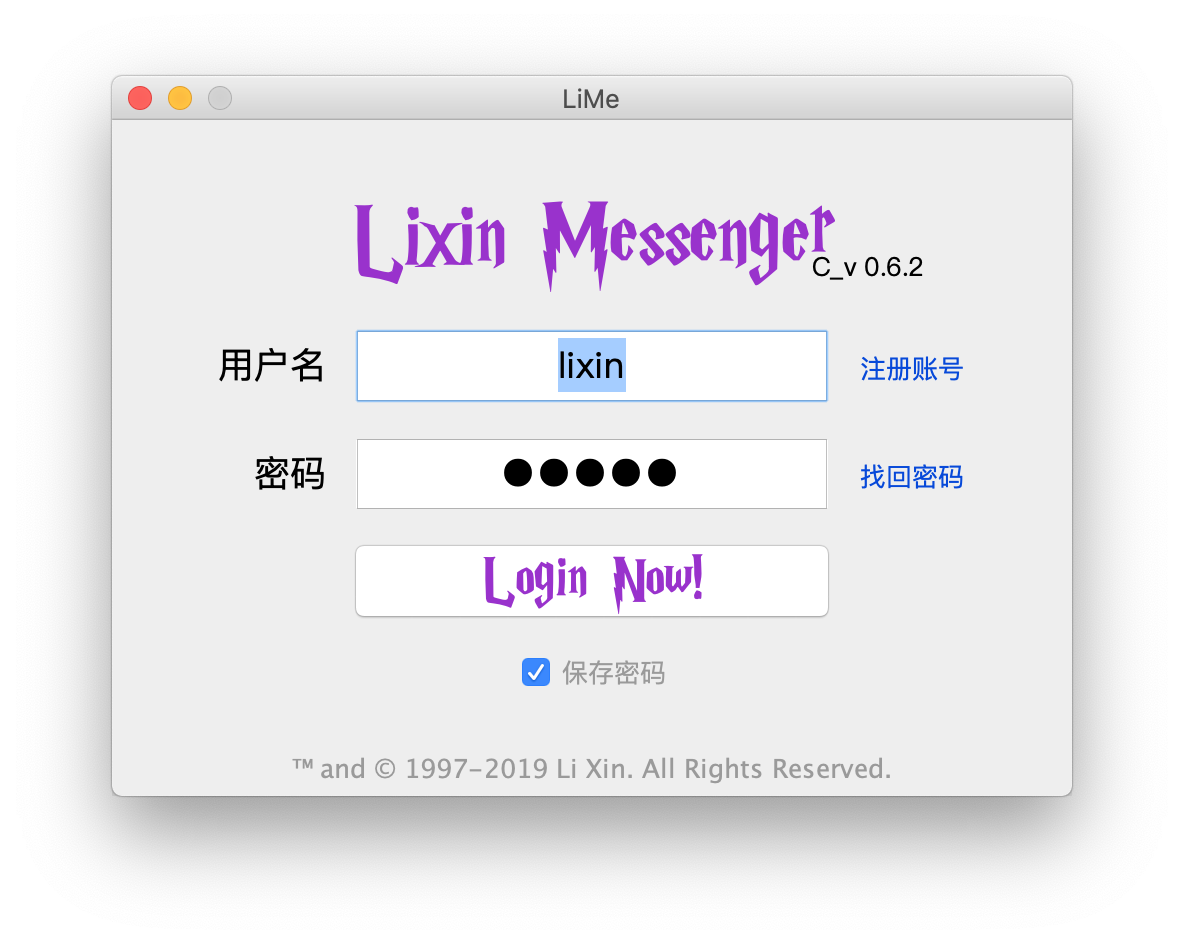 LiMe
Lixin Messenger
C_v 0.6.2
用户名 lixin 注册账号
密码 ●●●●● 找回密码
Login Now!
保存密码
™ and © 1997-2019 Li Xin. All Rights Reserved.